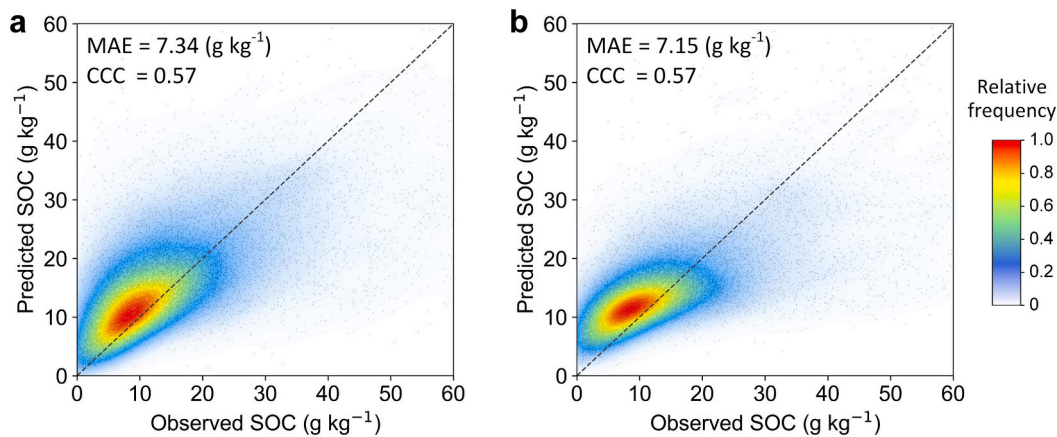 a
MAE = 7.34 (g kg⁻¹)
CCC = 0.57
60
50
40
30
20
10
0
Predicted SOC (g kg⁻¹)
0 10 20 30 40 50 60
Observed SOC (g kg⁻¹)
b
MAE = 7.15 (g kg⁻¹)
CCC = 0.57
60
50
40
30
20
10
0
Predicted SOC (g kg⁻¹)
0 10 20 30 40 50 60
Observed SOC (g kg⁻¹)
Relative
frequency
1.0
0.8
0.6
0.4
0.2
0